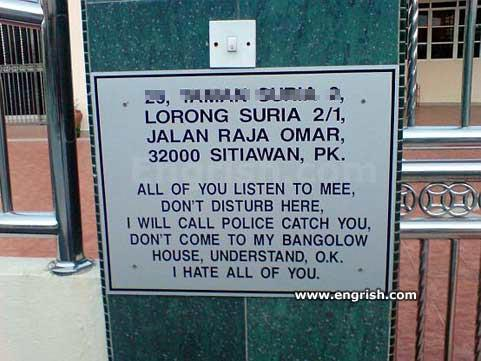 LORONG SURIA 2/1,
JALAN RAJA OMAR,
32000 SITIAWAN, PK.
ALL OF YOU LISTEN TO MEE,
DON'T DISTURB HERE,
I WILL CALL POLICE CATCH YOU,
DON'T COME TO MY BANGOLOW
HOUSE, UNDERSTAND, O.K.
I HATE ALL OF YOU.
www.engrish.com